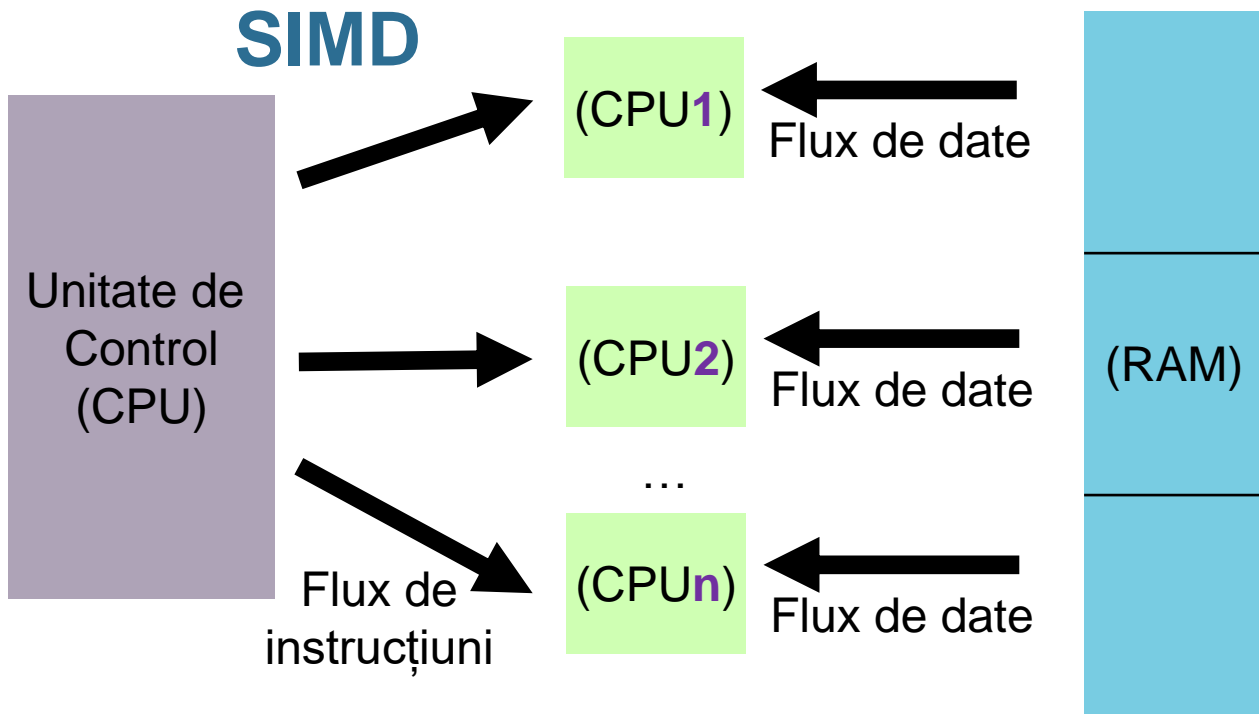 SIMD
Unitate de
Control
(CPU)
(CPU1)
Flux de date
(CPU2)
Flux de date
…
(CPUn)
Flux de date
Flux de
instrucțiuni
(RAM)